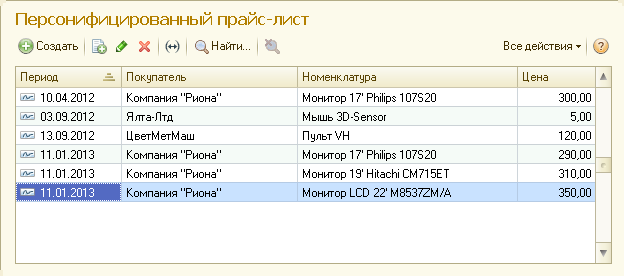 Персонифицированный прайс-лист
Создать Найти... Все действия ?
Период Покупатель Номенклатура Цена
10.04.2012 Компания "Риона" Монитор 17' Philips 107S20 300,00
03.09.2012 Ялта-Лтд Мышь 3D-Sensor 5,00
13.09.2012 ЦветМетМаш Пульт VH 120,00
11.01.2013 Компания "Риона" Монитор 17' Philips 107S20 290,00
11.01.2013 Компания "Риона" Монитор 19' Hitachi CM715ET 310,00
11.01.2013 Компания "Риона" Монитор LCD 22' M8537ZM/A 350,00